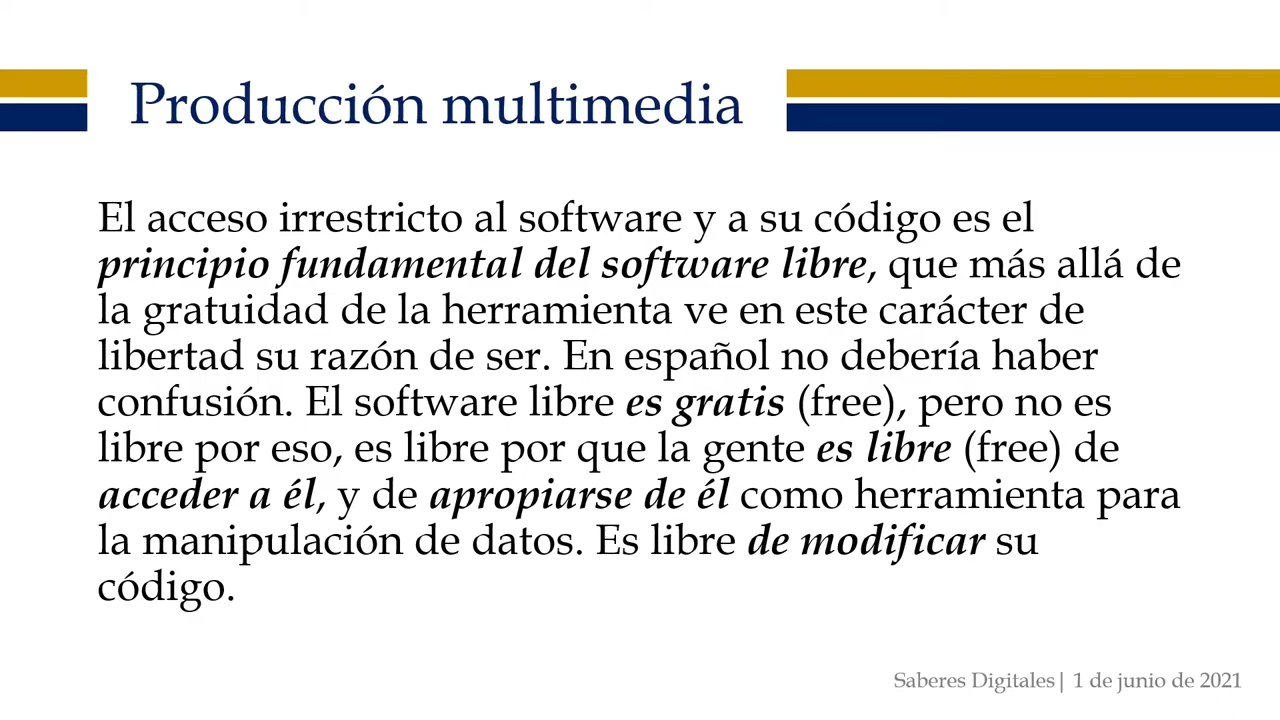 Producción multimedia
El acceso irrestricto al software y a su código es el
principio fundamental del software libre, que más allá de
la gratuidad de la herramienta ve en este carácter de
libertad su razón de ser. En español no debería haber
confusión. El software libre es gratis (free), pero no es
libre por eso, es libre por que la gente es libre (free) de
acceder a él, y de apropiarse de él como herramienta para
la manipulación de datos. Es libre de modificar su
código.
Saberes Digitales| 1 de junio de 2021